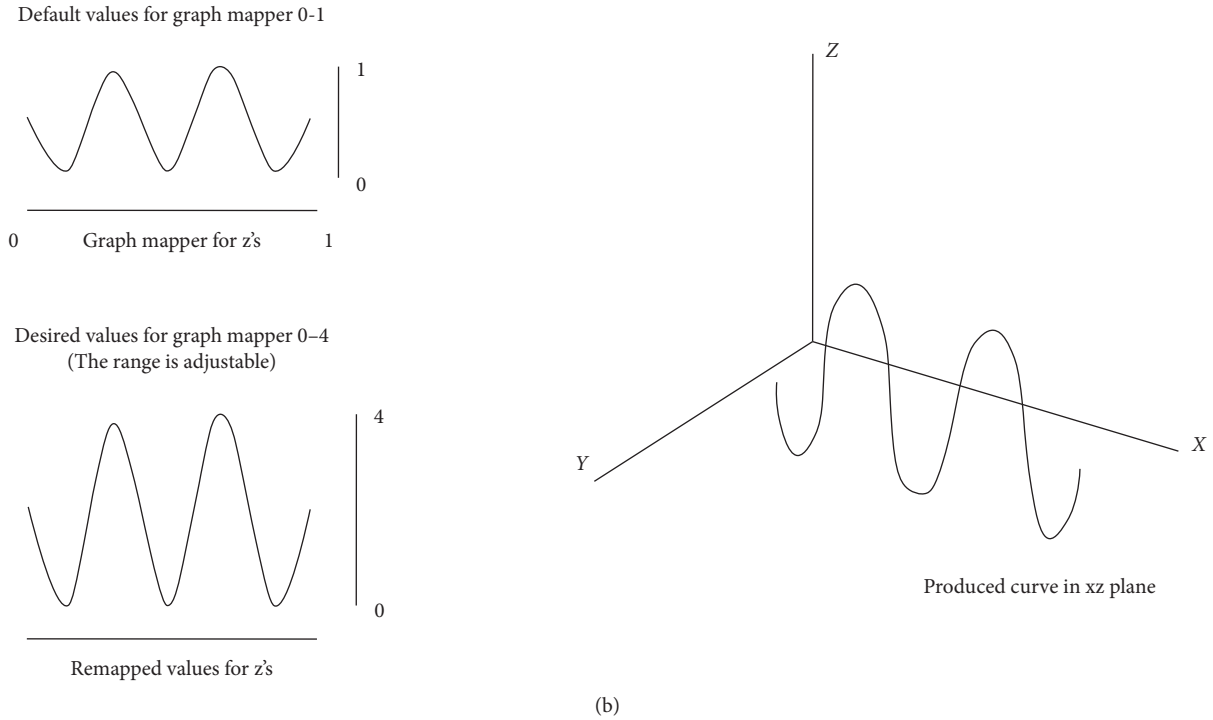 Default values for graph mapper 0-1
1
0
0
Graph mapper for z's
1
Desired values for graph mapper 0–4
(The range is adjustable)
4
0
Remapped values for z's
Z
Y
X
Produced curve in xz plane
(b)